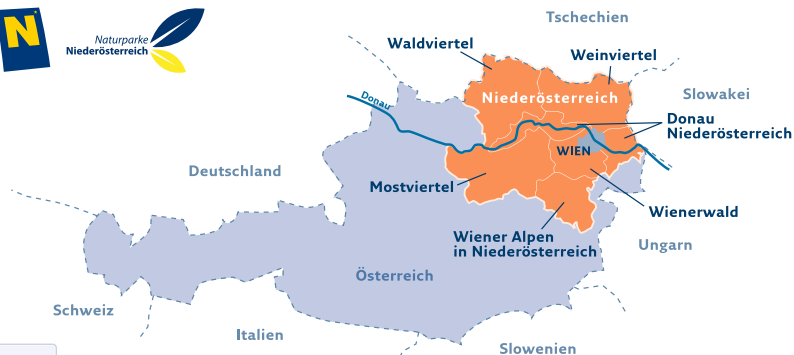 N
Naturparke
Niederösterreich
Tschechien
Waldviertel
Weinviertel
Niederösterreich
Slowakei
Donau
Donau
Niederösterreich
WIEN
Deutschland
Mostviertel
Wienerwald
Wiener Alpen
in Niederösterreich
Ungarn
Österreich
Schweiz
Italien
Slowenien